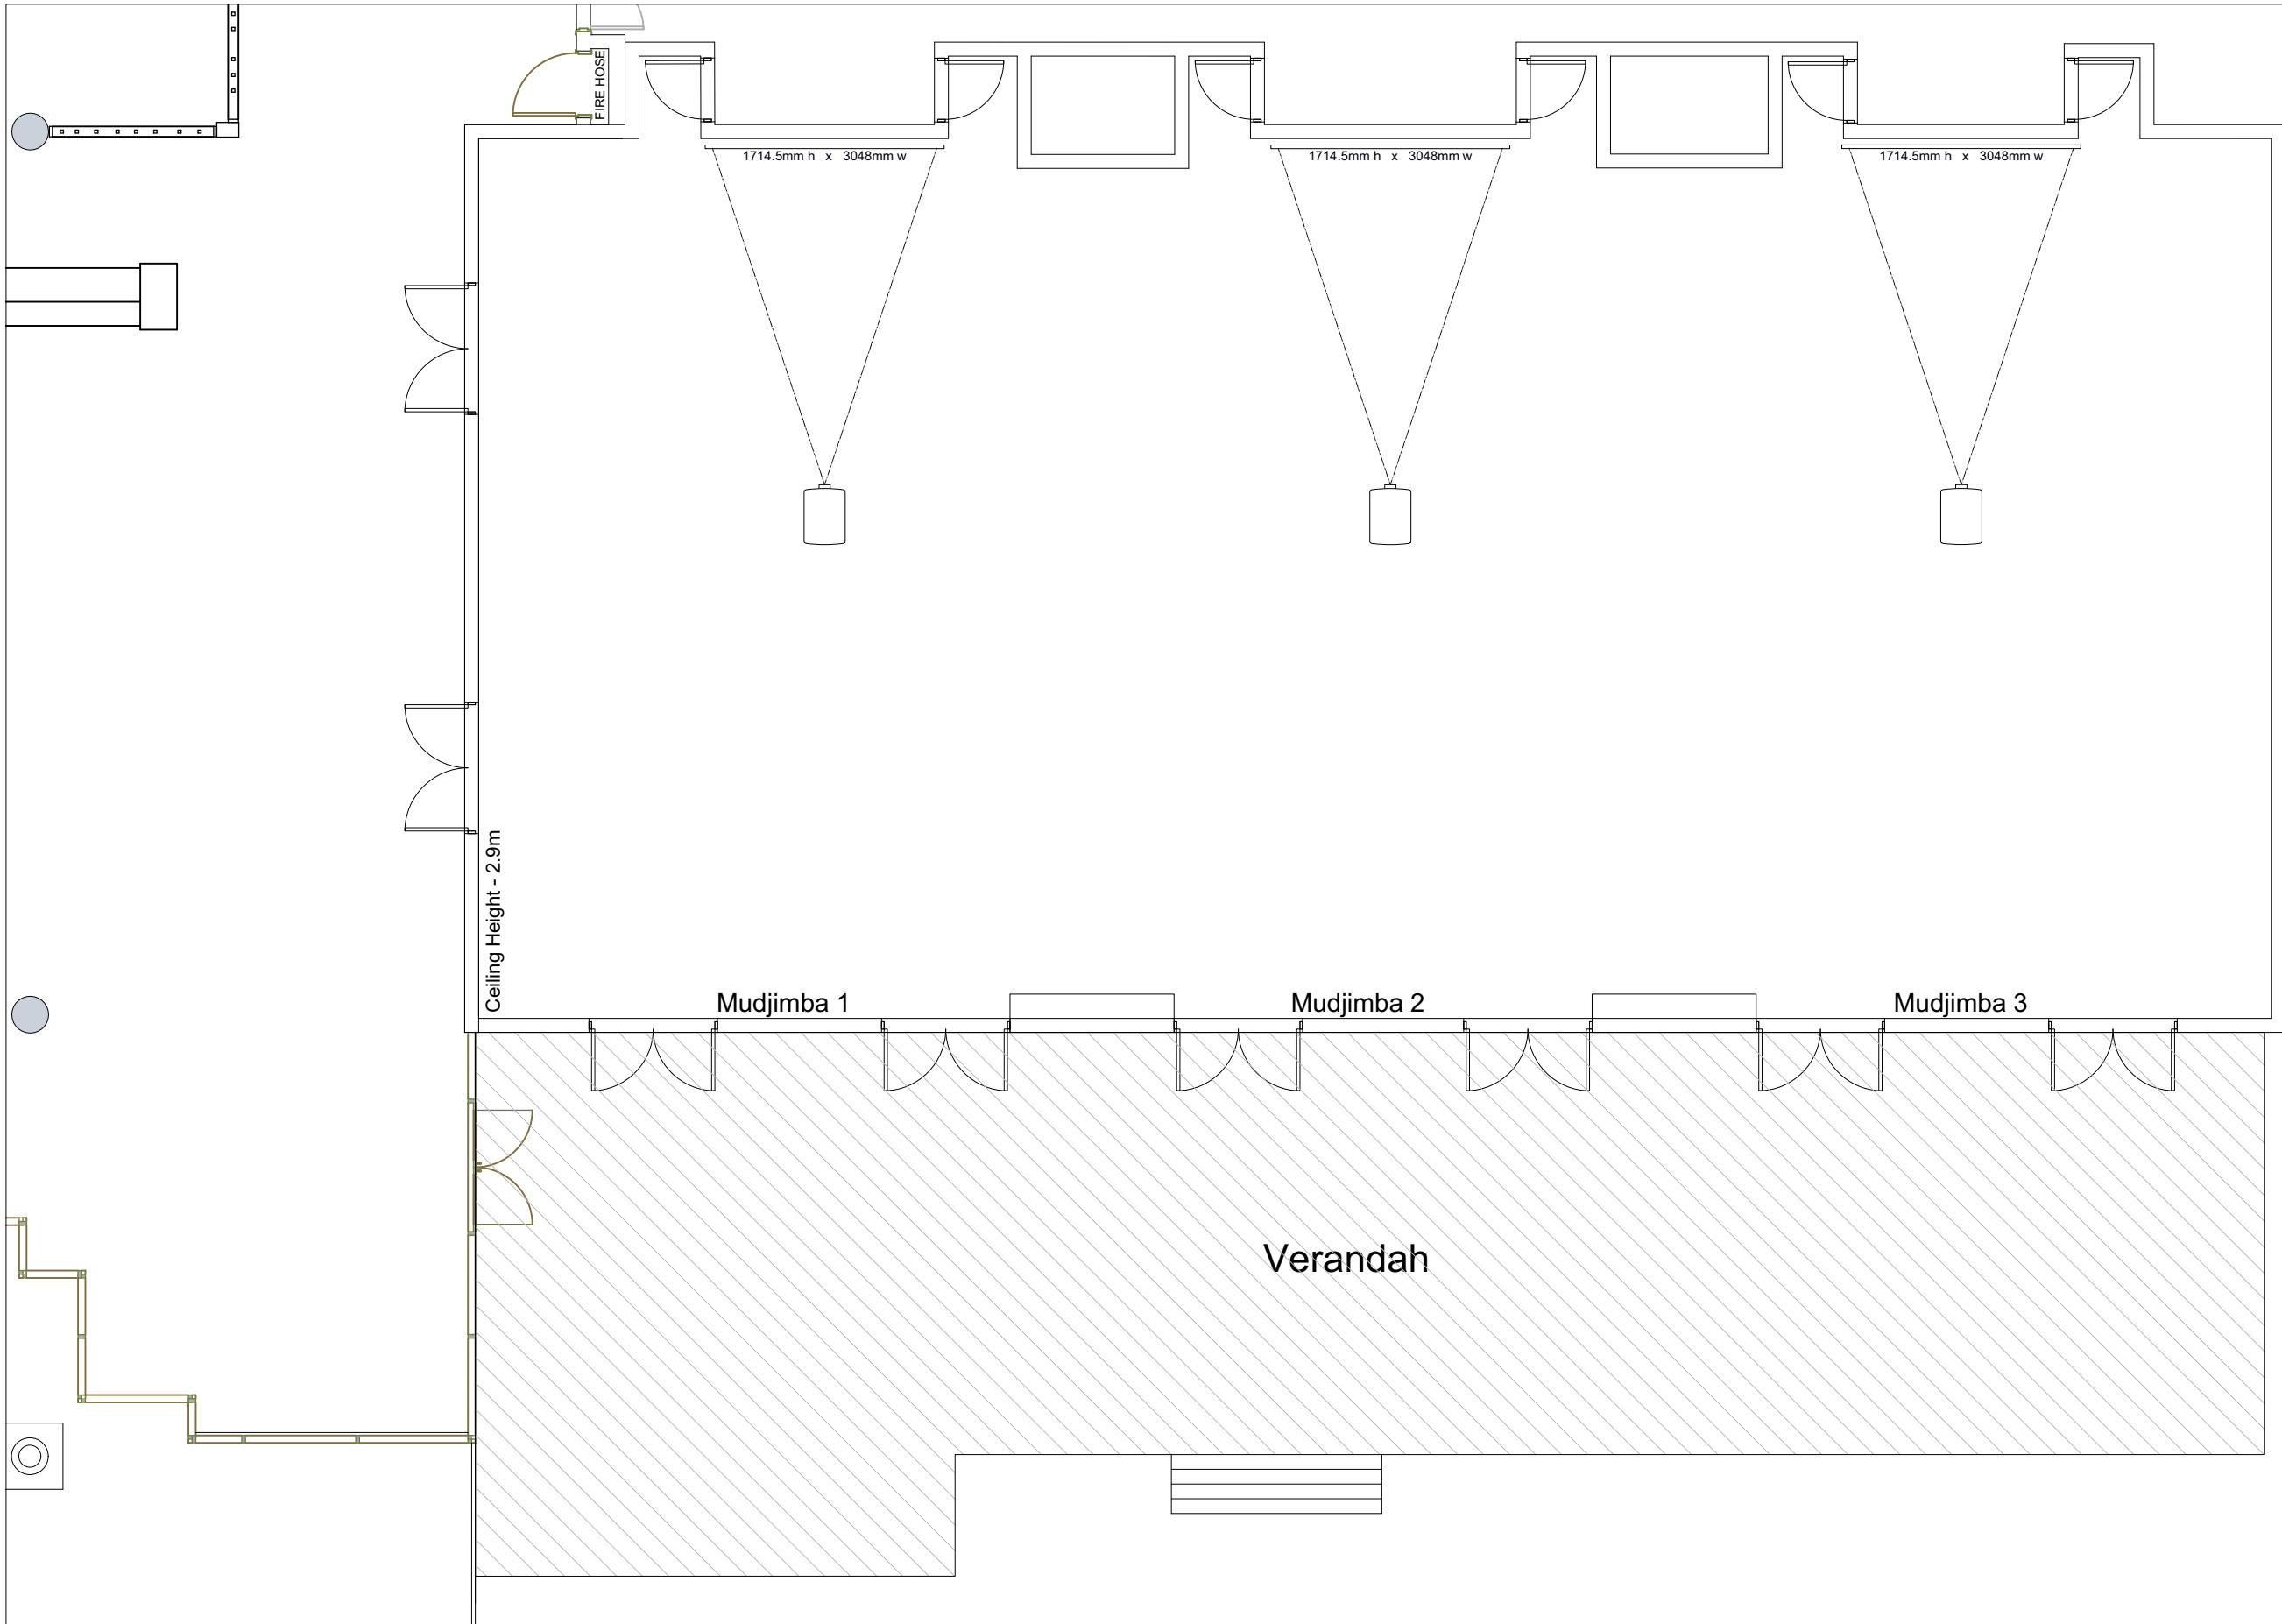 FIRE HOSE
1714.5mm h x 3048mm w
1714.5mm h x 3048mm w
1714.5mm h x 3048mm w
Ceiling Height - 2.9m
Mudjimba 1
Mudjimba 2
Mudjimba 3
Verandah